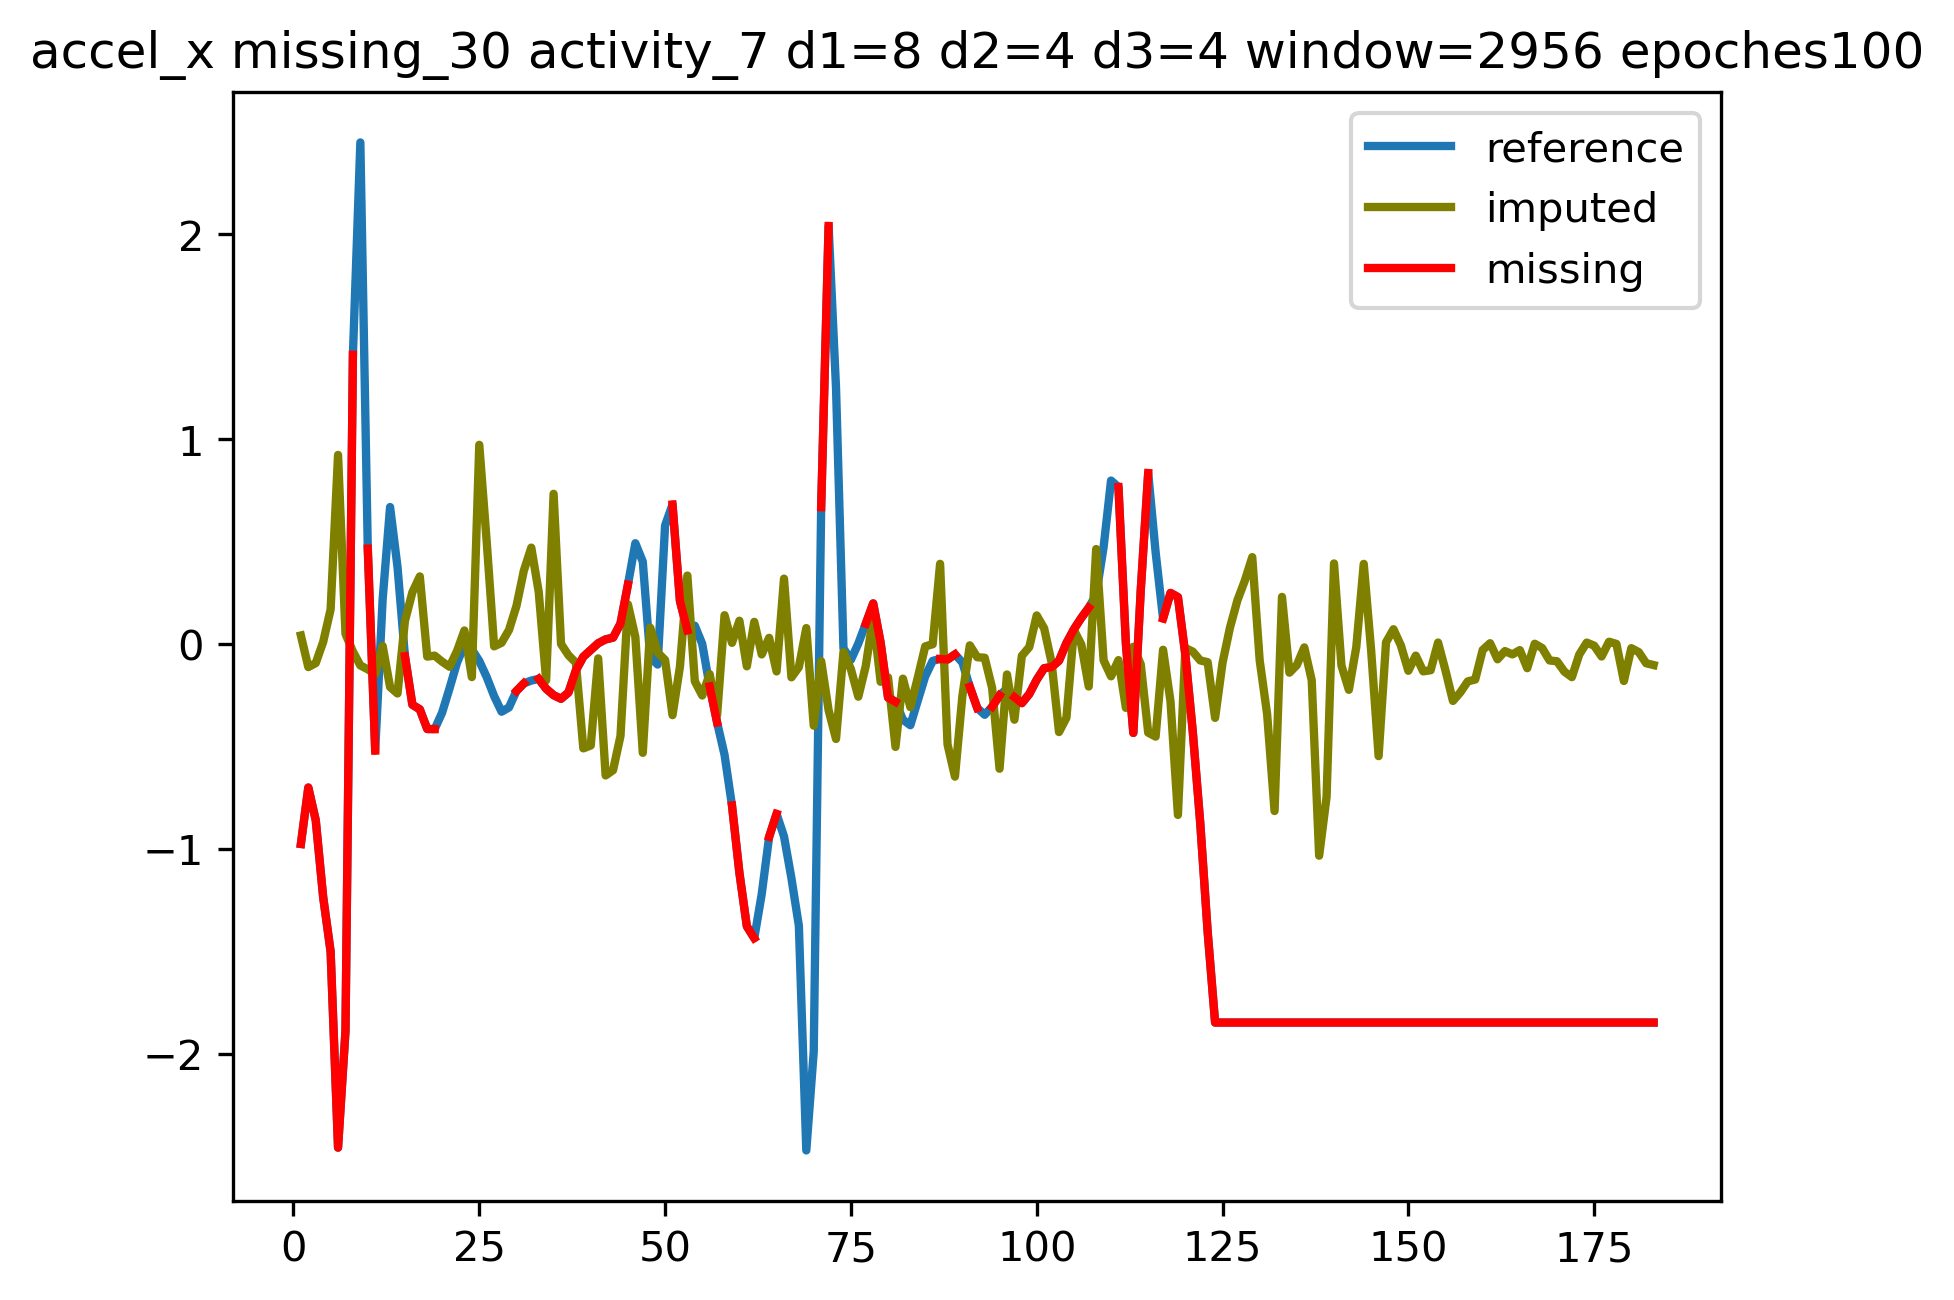 accel_x missing_30 activity_7 d1=8 d2=4 d3=4 window=2956 epoches100
reference
imputed
missing
2
1
0
−1
−2
0 25 50 75 100 125 150 175